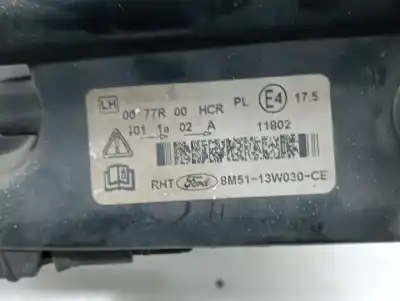 LH 00 77R 00 HCR PL E4 17.5
101 1a 02 A 11802
RHT Ford 8M51-13W030-CE